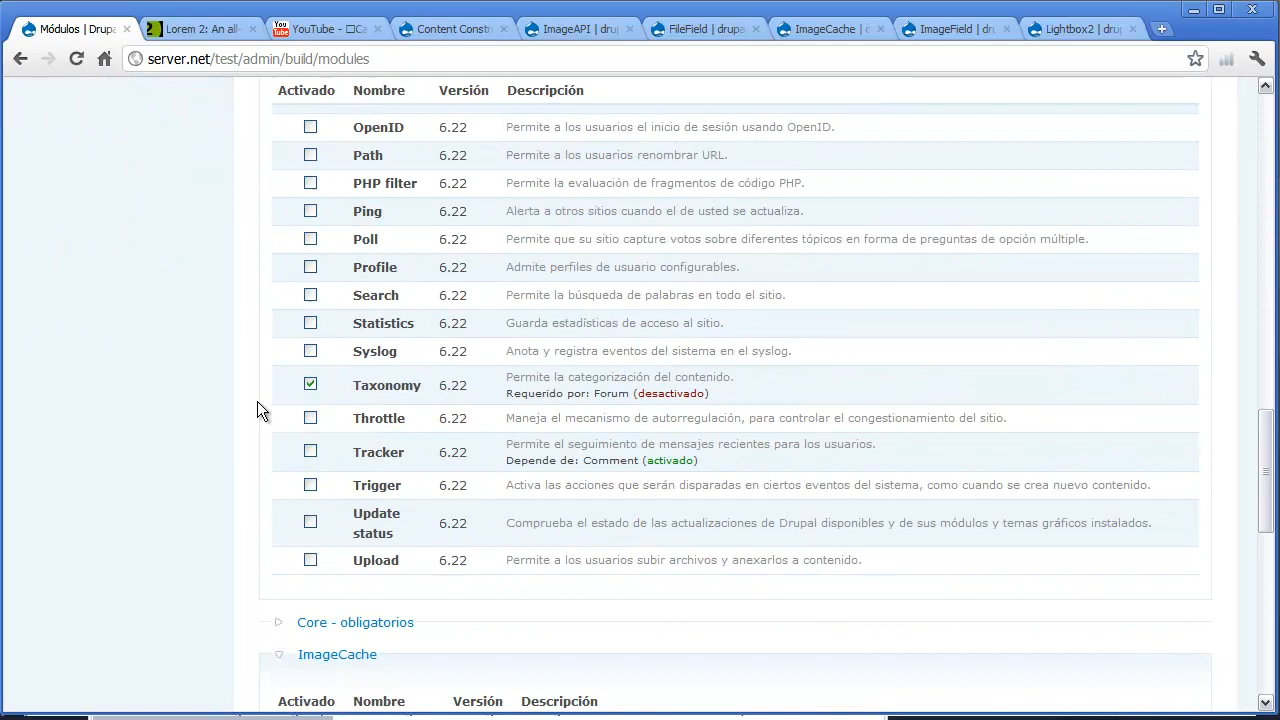 Módulos | Drupa
Lorem 2: An all-
YouTube - Ca
Content Constr
ImageAPI | drup
FileField | drupa
ImageCache | d
ImageField | dru
Lightbox2 | drup
server.net/test/admin/build/modules
Activado Nombre Versión Descripción
OpenID 6.22 Permite a los usuarios el inicio de sesión usando OpenID.
Path 6.22 Permite a los usuarios renombrar URL.
PHP filter 6.22 Permite la evaluación de fragmentos de código PHP.
Ping 6.22 Alerta a otros sitios cuando el de usted se actualiza.
Poll 6.22 Permite que su sitio capture votos sobre diferentes tópicos en forma de preguntas de opción múltiple.
Profile 6.22 Admite perfiles de usuario configurables.
Search 6.22 Permite la búsqueda de palabras en todo el sitio.
Statistics 6.22 Guarda estadísticas de acceso al sitio.
Syslog 6.22 Anota y registra eventos del sistema en el syslog.
Taxonomy 6.22 Permite la categorización del contenido.
Requerido por: Forum (desactivado)
Throttle 6.22 Maneja el mecanismo de autorregulación, para controlar el congestionamiento del sitio.
Tracker 6.22 Permite el seguimiento de mensajes recientes para los usuarios.
Depende de: Comment (activado)
Trigger 6.22 Activa las acciones que serán disparadas en ciertos eventos del sistema, como cuando se crea nuevo contenido.
Update
status 6.22 Comprueba el estado de las actualizaciones de Drupal disponibles y de sus módulos y temas gráficos instalados.
Upload 6.22 Permite a los usuarios subir archivos y anexarlos a contenido.
Core - obligatorios
ImageCache
Activado Nombre Versión Descripción